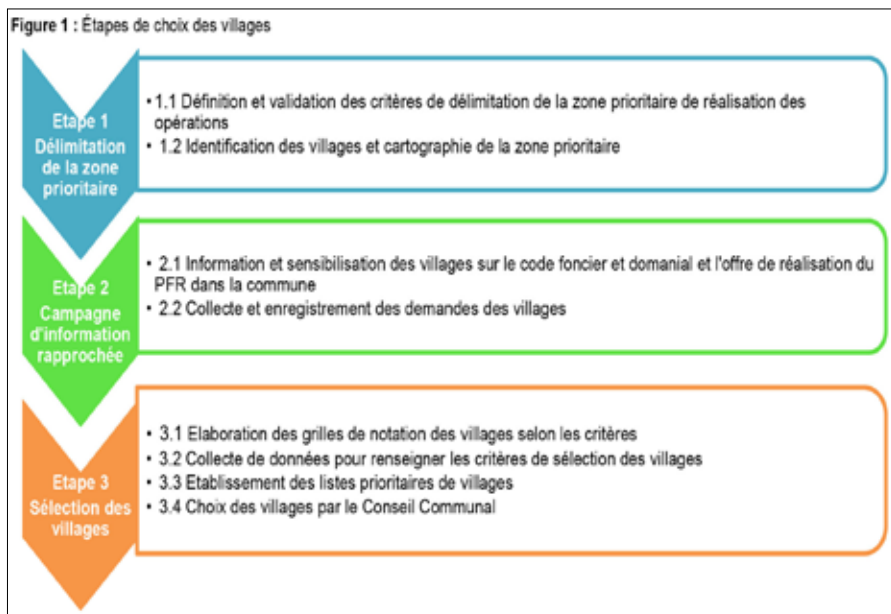 Figure 1 : Étapes de choix des villages
Etape 1
Délimitation
de la zone
prioritaire
• 1.1 Définition et validation des critères de délimitation de la zone prioritaire de réalisation des
opérations
• 1.2 Identification des villages et cartographie de la zone prioritaire
Etape 2
Campagne
d'information
rapprochée
• 2.1 Information et sensibilisation des villages sur le code foncier et domanial et l'offre de réalisation du
PFR dans la commune
• 2.2 Collecte et enregistrement des demandes des villages
Etape 3
Sélection des
villages
• 3.1 Elaboration des grilles de notation des villages selon les critères
• 3.2 Collecte de données pour renseigner les critères de sélection des villages
• 3.3 Etablissement des listes prioritaires de villages
• 3.4 Choix des villages par le Conseil Communal